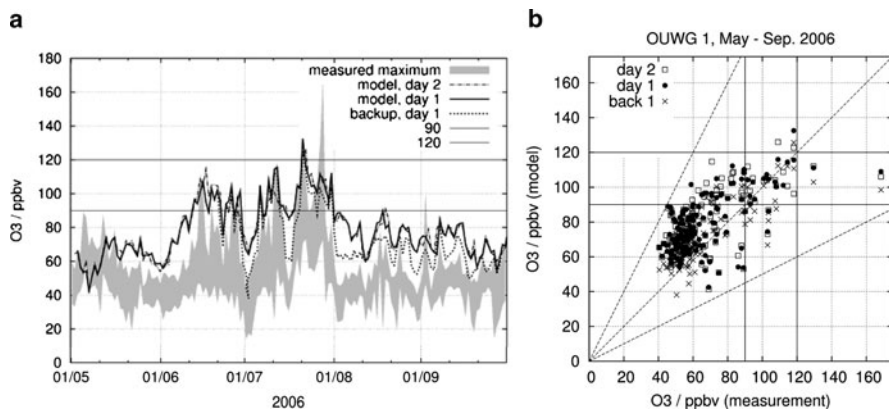 a
O3 / ppbv
180
160
140
120
100
80
60
40
20
0
measured maximum
model, day 2
model, day 1
backup, day 1
90
120
01/05 01/06 01/07 01/08 01/09
2006
b
OUWG 1, May - Sep. 2006
O3 / ppbv (model)
160
140
120
100
80
60
40
20
0
day 2
day 1
back 1
20 40 60 80 100 120 140 160
O3 / ppbv (measurement)